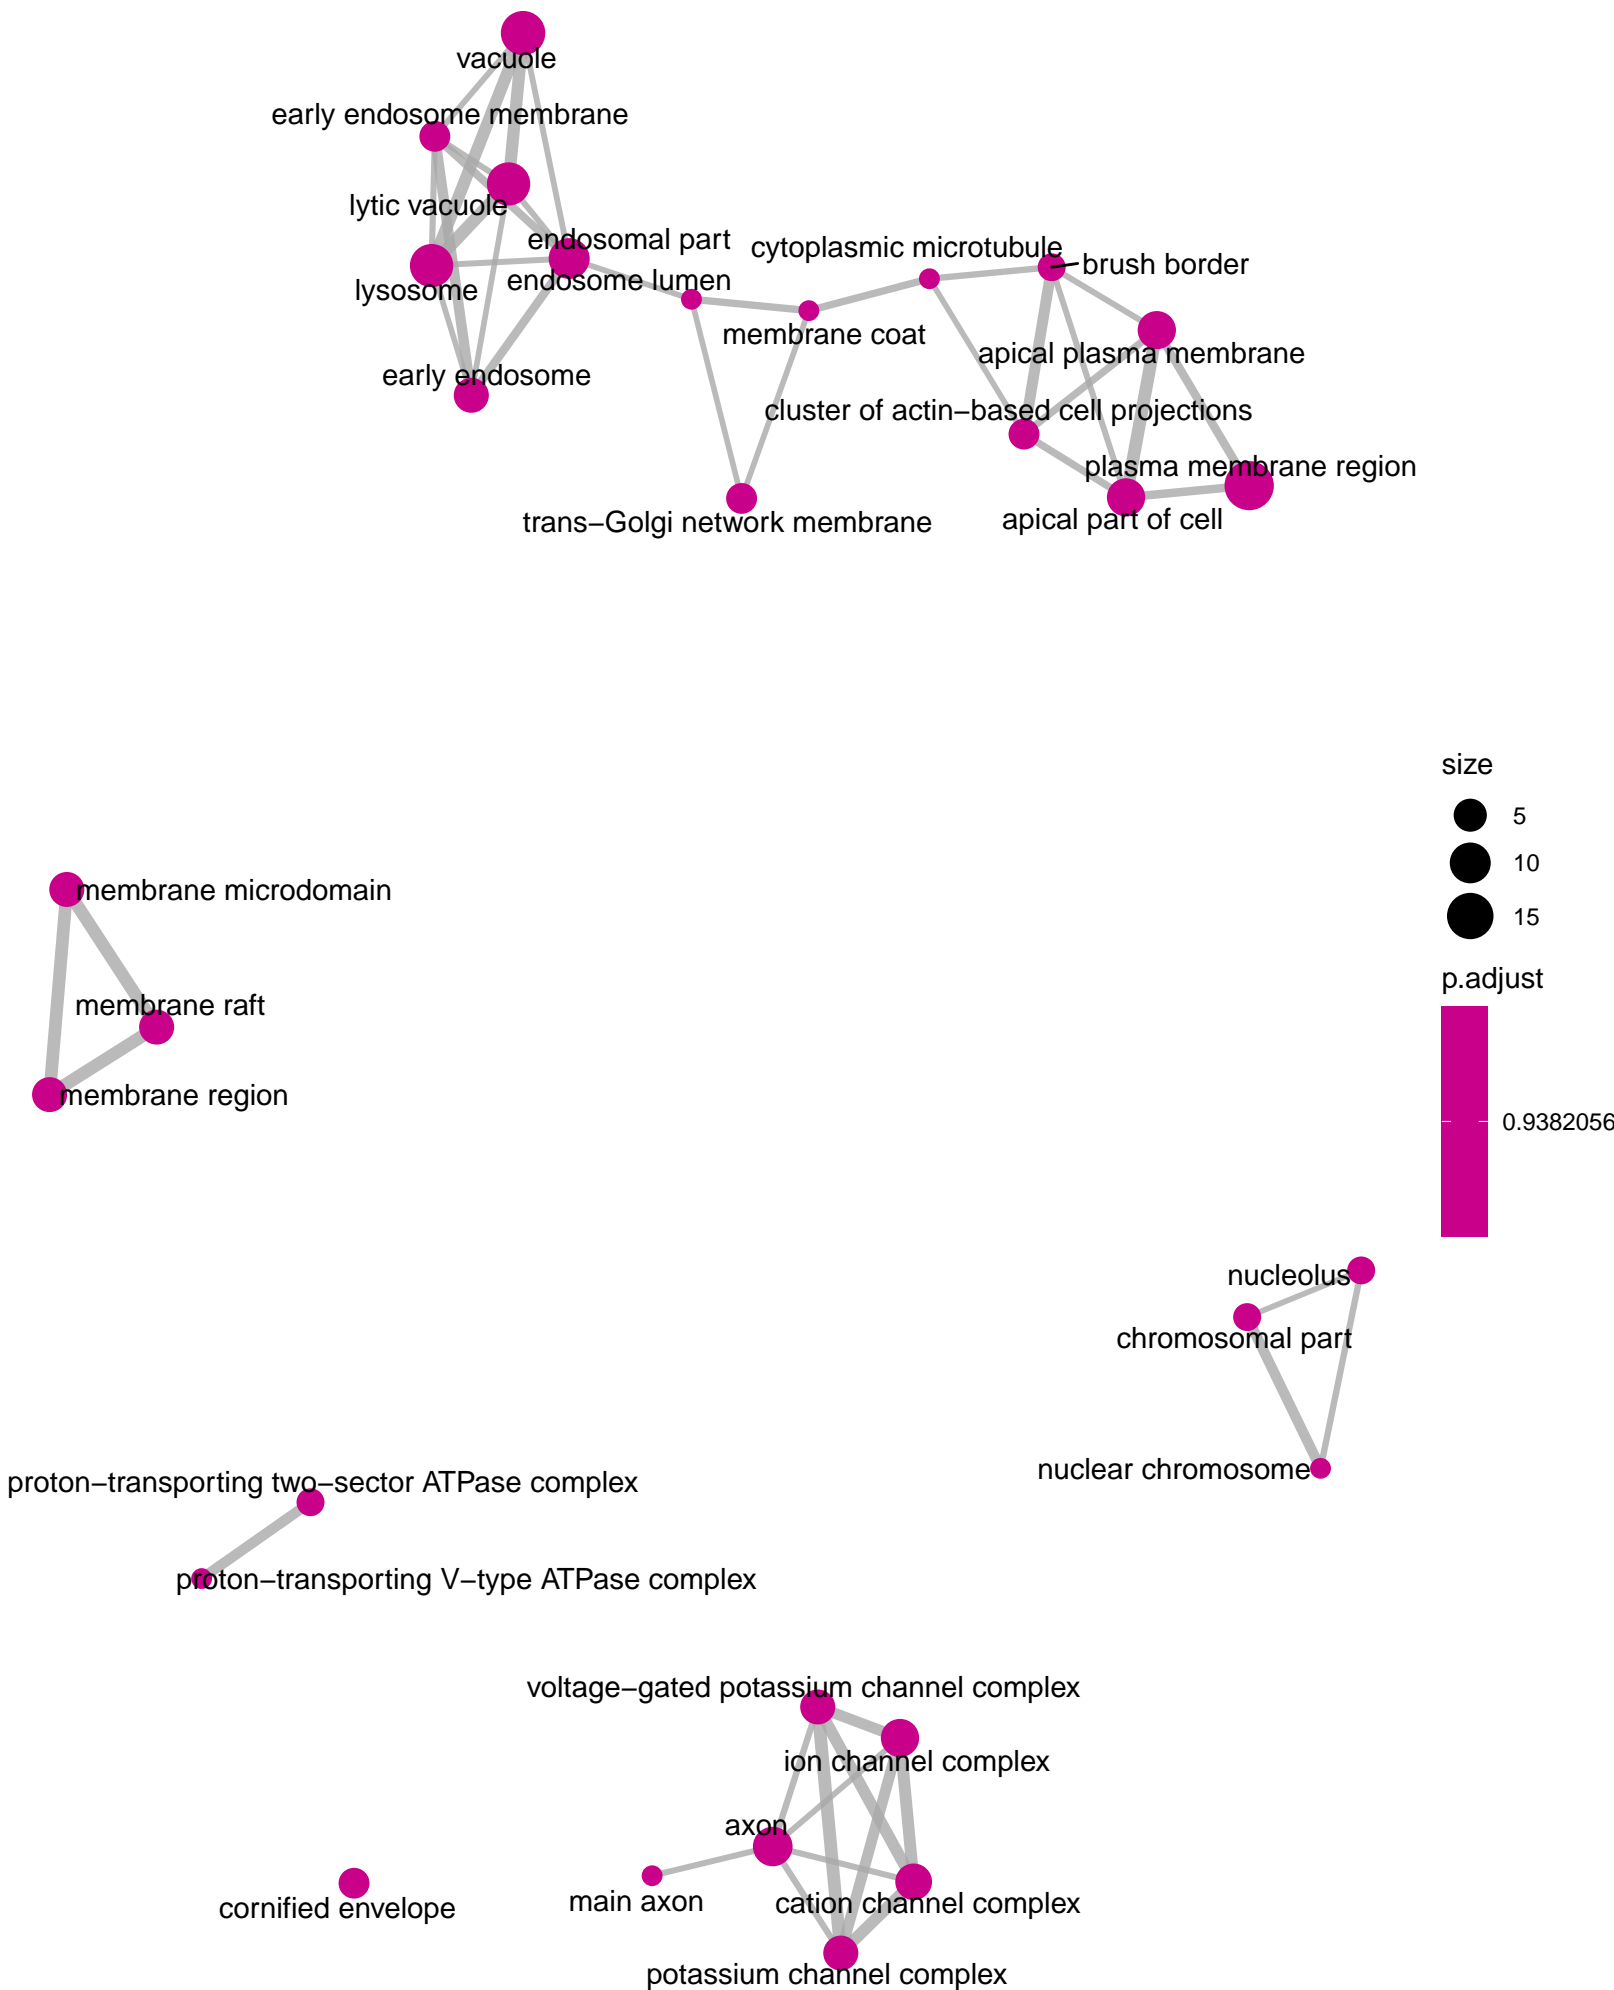 vacuole
early endosome membrane
lytic vacuole
endosomal part
cytoplasmic microtubule
brush border
endosome lumen
lysosome
membrane coat
apical plasma membrane
early endosome
cluster of actin−based cell projections
plasma membrane region
trans−Golgi network membrane
apical part of cell
size
5
10
15
membrane microdomain
p.adjust
membrane raft
membrane region
0.9382056
nucleolus
chromosomal part
nuclear chromosome
proton−transporting two−sector ATPase complex
proton−transporting V−type ATPase complex
voltage−gated potassium channel complex
ion channel complex
axon
main axon
cation channel complex
cornified envelope
potassium channel complex